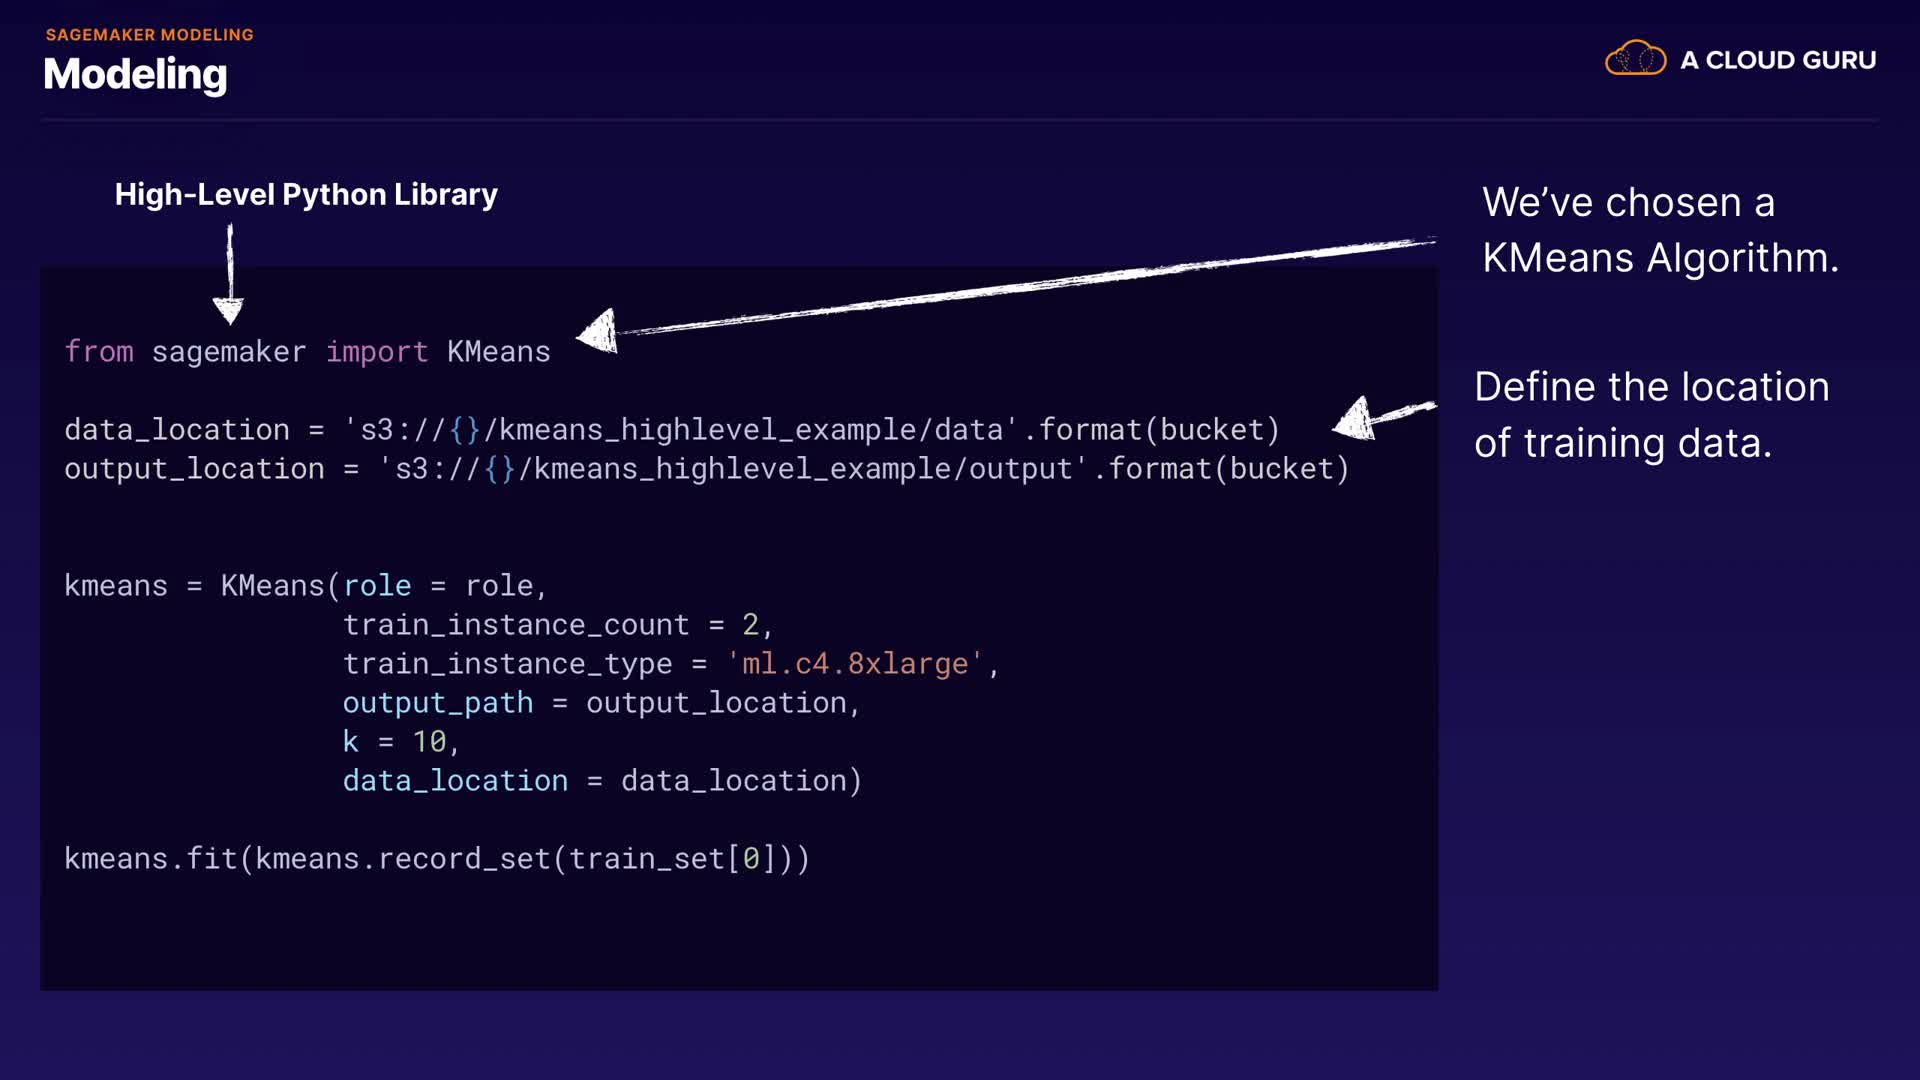 SAGEMAKER MODELING
Modeling
A CLOUD GURU
High-Level Python Library
We’ve chosen a
KMeans Algorithm.
from sagemaker import KMeans
Define the location
of training data.
data_location = 's3://{}/kmeans_highlevel_example/data'.format(bucket)
output_location = 's3://{}/kmeans_highlevel_example/output'.format(bucket)
kmeans = KMeans(role = role,
train_instance_count = 2,
train_instance_type = 'ml.c4.8xlarge',
output_path = output_location,
k = 10,
data_location = data_location)
kmeans.fit(kmeans.record_set(train_set[0]))